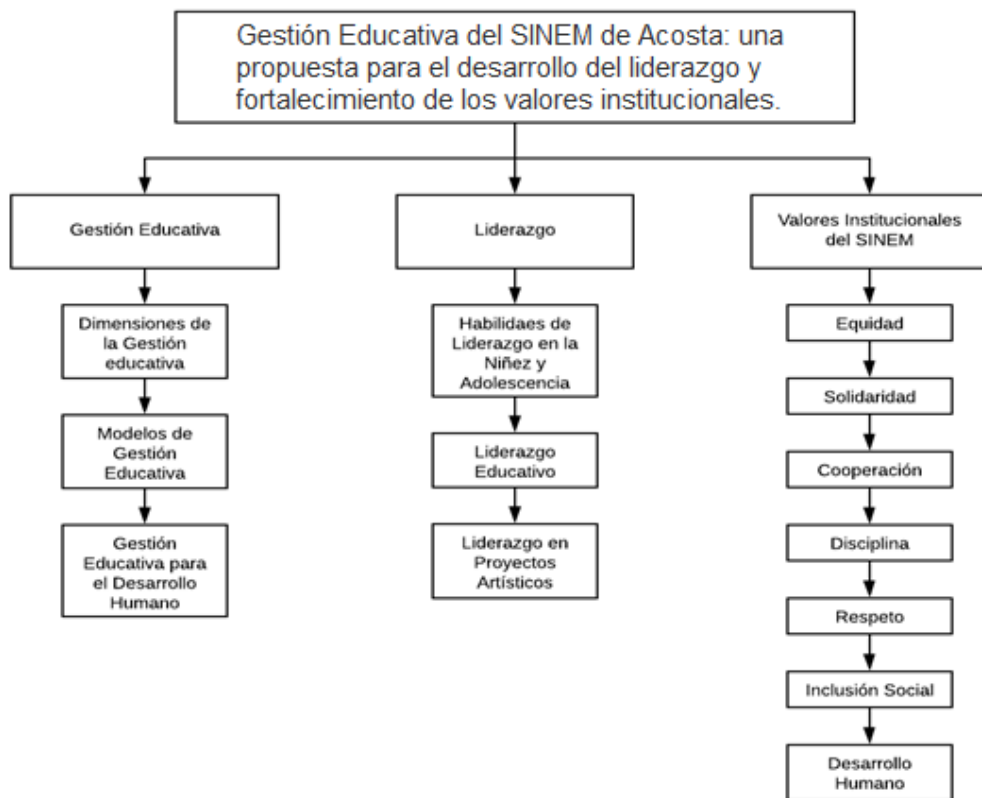 Gestión Educativa del SINEM de Acosta: una
propuesta para el desarrollo del liderazgo y
fortalecimiento de los valores institucionales.
Gestión Educativa
Dimensiones de
la Gestión
educativa
Modelos de
Gestión
Educativa
Gestión
Educativa para
el Desarrollo
Humano
Liderazgo
Habilidaes de
Liderazgo en la
Niñez y
Adolescencia
Liderazgo
Educativo
Liderazgo en
Proyectos
Artísticos
Valores Institucionales
del SINEM
Equidad
Solidaridad
Cooperación
Disciplina
Respeto
Inclusión Social
Desarrollo
Humano